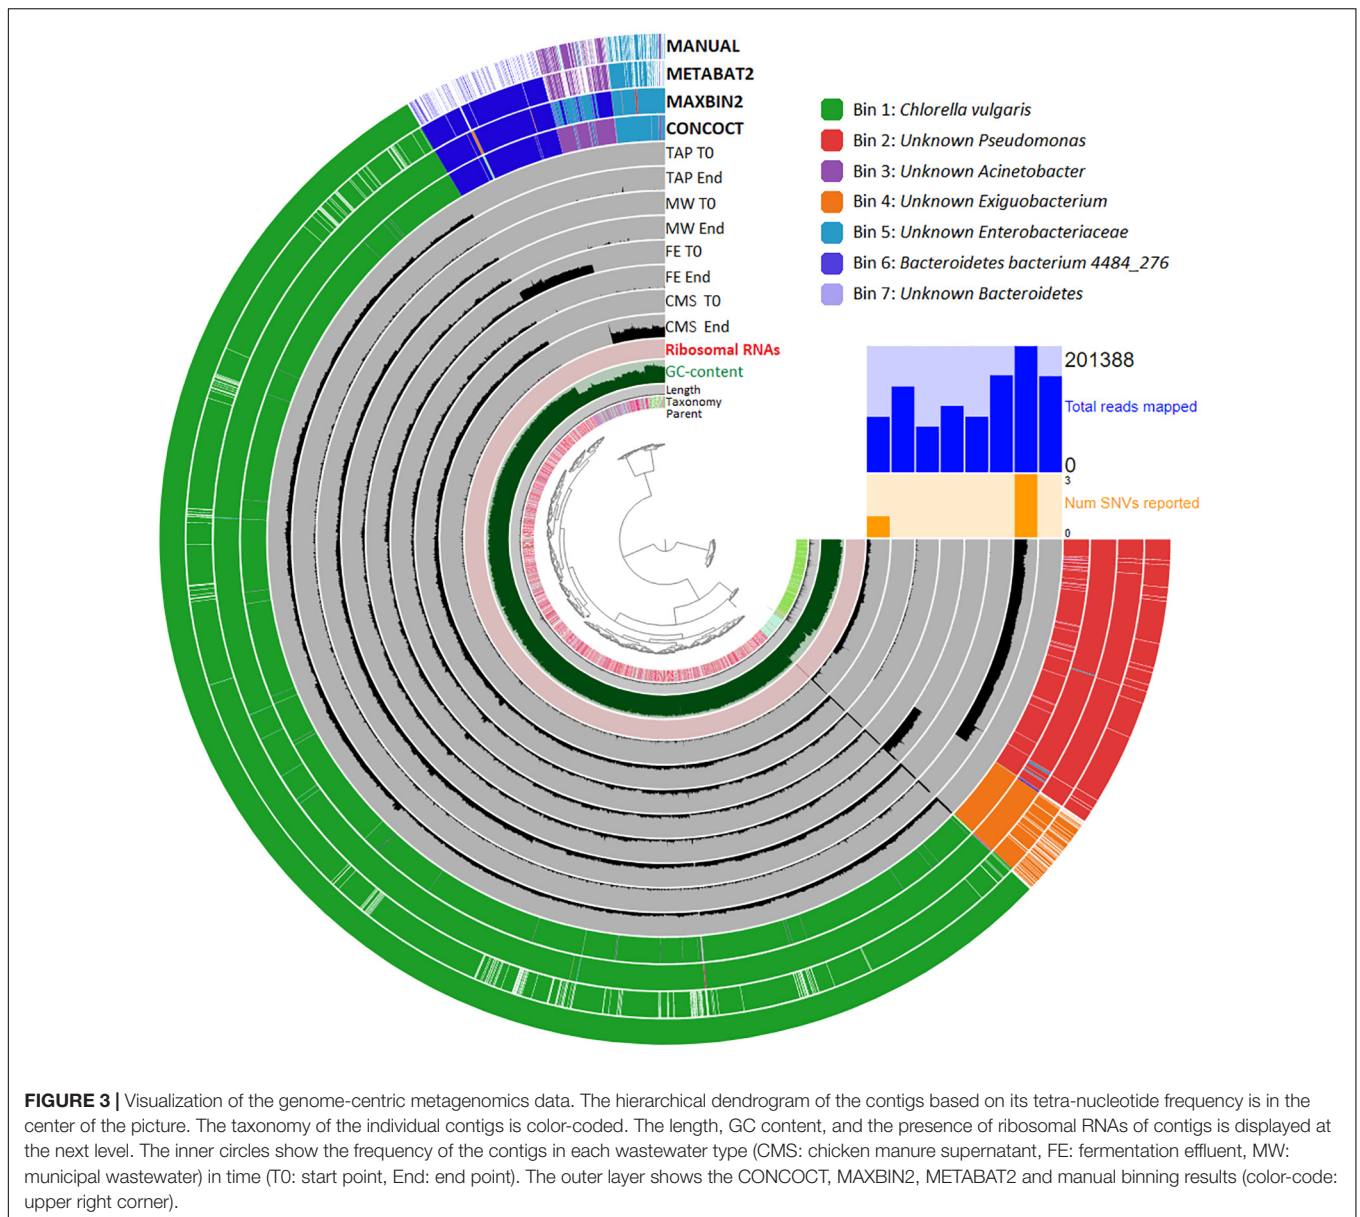 MANUAL
METABAT2
MAXBIN2
CONCOCT
TAP T0
TAP End
MW T0
MW End
FE T0
FE End
CMS T0
CMS End
Ribosomal RNAs
GC-content
Length
Taxonomy
Parent
Bin 1: Chlorella vulgaris
Bin 2: Unknown Pseudomonas
Bin 3: Unknown Acinetobacter
Bin 4: Unknown Exiguobacterium
Bin 5: Unknown Enterobacteriaceae
Bin 6: Bacteroidetes bacterium 4484_276
Bin 7: Unknown Bacteroidetes
201388
Total reads mapped
0
3
Num SNVs reported
0
FIGURE 3 | Visualization of the genome-centric metagenomics data. The hierarchical dendrogram of the contigs based on its tetra-nucleotide frequency is in the
center of the picture. The taxonomy of the individual contigs is color-coded. The length, GC content, and the presence of ribosomal RNAs of contigs is displayed at
the next level. The inner circles show the frequency of the contigs in each wastewater type (CMS: chicken manure supernatant, FE: fermentation effluent, MW:
municipal wastewater) in time (T0: start point, End: end point). The outer layer shows the CONCOCT, MAXBIN2, METABAT2 and manual binning results (color-code:
upper right corner).